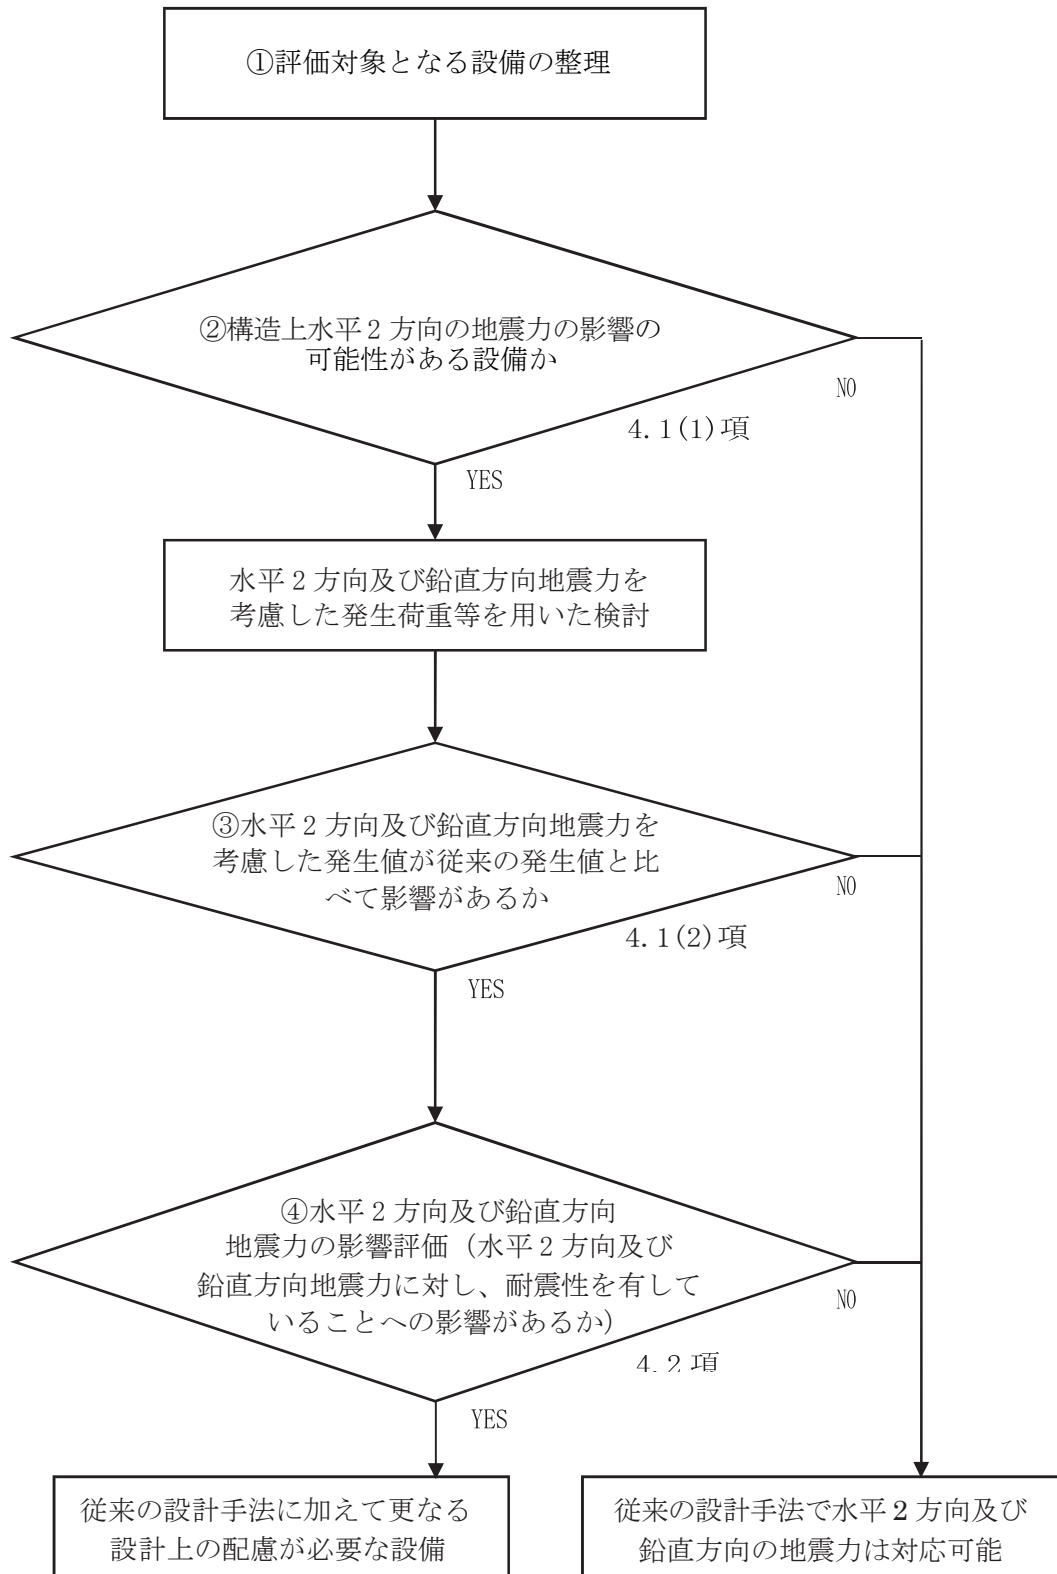 ①評価対象となる設備の整理
②構造上水平2方向の地震力の影響の
可能性がある設備か
NO
4.1(1)項
YES
水平2方向及び鉛直方向地震力を
考慮した発生荷重等を用いた検討
③水平2方向及び鉛直方向地震力を
考慮した発生値が従来の発生値と比
べて影響があるか
NO
4.1(2)項
YES
④水平2方向及び鉛直方向
地震力の影響評価（水平2方向及び
鉛直方向地震力に対し、耐震性を有して
いることへの影響があるか）
NO
4.2項
YES
従来の設計手法に加えて更なる
設計上の配慮が必要な設備
従来の設計手法で水平2方向及び
鉛直方向の地震力は対応可能